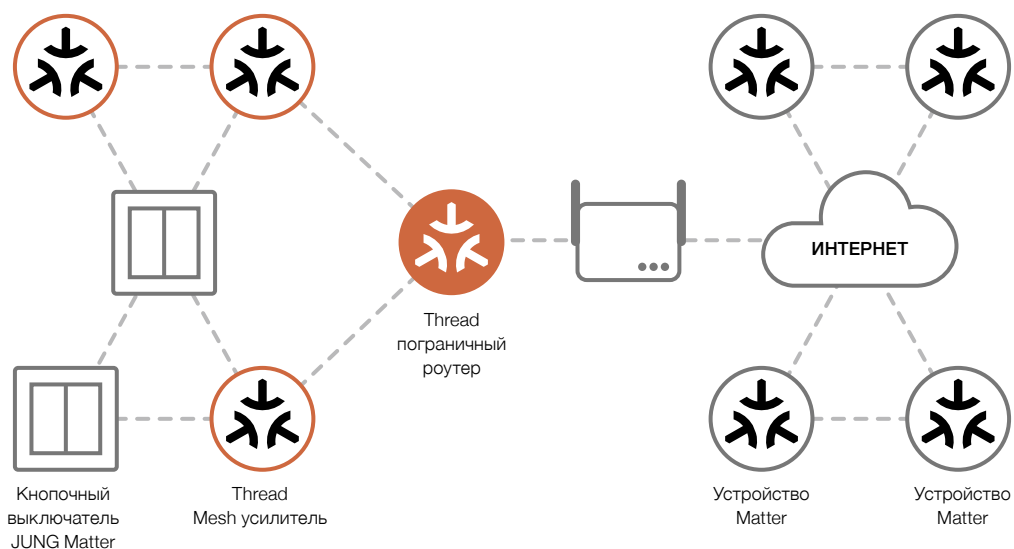 ИНТЕРНЕТ
Thread
пограничный
роутер
Кнопочный
выключатель
JUNG Matter
Thread
Mesh усилитель
Устройство
Matter
Устройство
Matter